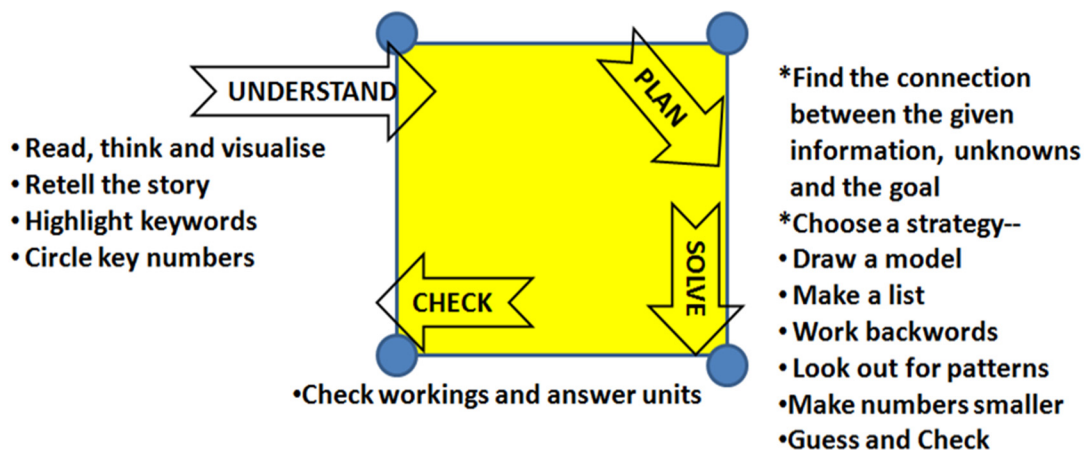 UNDERSTAND
• Read, think and visualise
• Retell the story
• Highlight keywords
• Circle key numbers
PLAN
*Find the connection
between the given
information, unknowns
and the goal
*Choose a strategy--
• Draw a model
• Make a list
• Work backwords
• Look out for patterns
•Make numbers smaller
•Guess and Check
SOLVE
CHECK
•Check workings and answer units